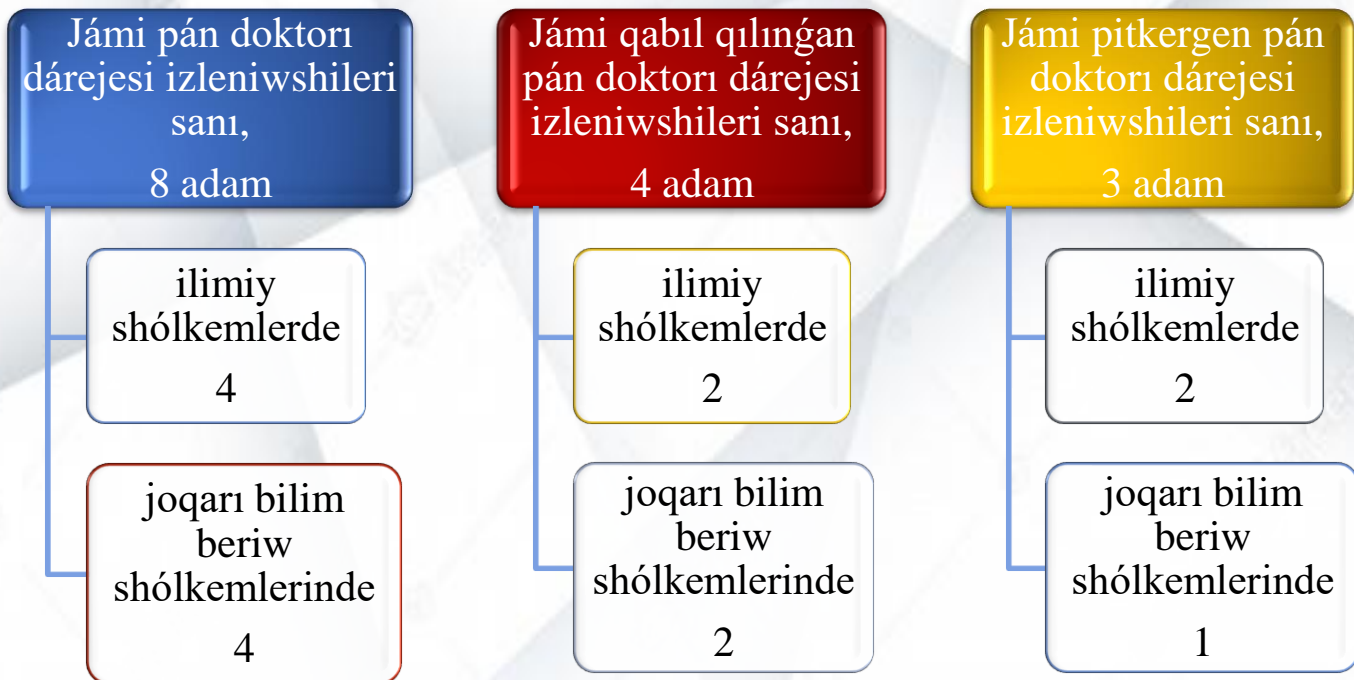 Jámi pán doktorı
dárejesi izleniwshileri
sanı,
8 adam
ilimiy
shólkemlerde
4
joqarı bilim
beriw
shólkemlerinde
4
Jámi qabıl qılınǵan
pán doktorı dárejesi
izleniwshileri sanı,
4 adam
ilimiy
shólkemlerde
2
joqarı bilim
beriw
shólkemlerinde
2
Jámi pitkergen pán
doktorı dárejesi
izleniwshileri sanı,
3 adam
ilimiy
shólkemlerde
2
joqarı bilim
beriw
shólkemlerinde
1